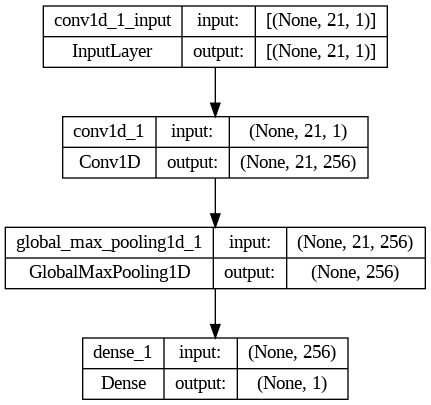 conv1d_1_input input: [(None, 21, 1)]
InputLayer output: [(None, 21, 1)]
conv1d_1 input: (None, 21, 1)
Conv1D output: (None, 21, 256)
global_max_pooling1d_1 input: (None, 21, 256)
GlobalMaxPooling1D output: (None, 256)
dense_1 input: (None, 256)
Dense output: (None, 1)